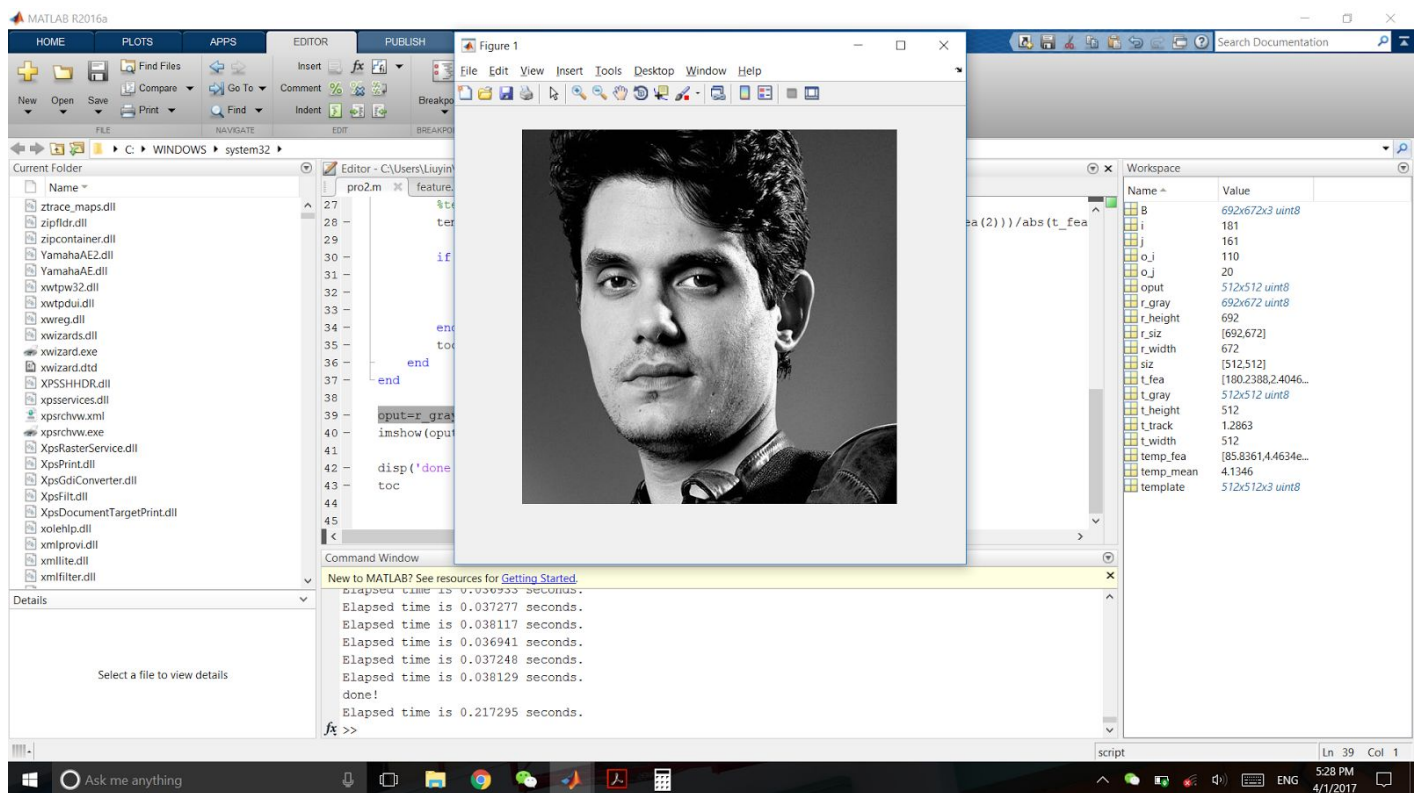 MATLAB R2016a
HOME PLOTS APPS EDITOR PUBLISH
Search Documentation
Find Files
Compare
Print
New Open Save
FILE
Go To
Find
NAVIGATE
Insert fx
Comment
Indent
EDIT
C: WINDOWS system32
Current Folder
Name
ztrace_maps.dll
zipfldr.dll
zipcontainer.dll
YamahaAE2.dll
YamahaAE.dll
xwtpw32.dll
xwtpdui.dll
xwreg.dll
xwizards.dll
xwizard.exe
xwizard.dtd
XPSSHHDR.dll
xpsservices.dll
xpsrchvw.xml
xpsrchvw.exe
XpsRasterService.dll
XpsPrint.dll
XpsGdiConverter.dll
XpsFilt.dll
XpsDocumentTargetPrint.dll
xolehlp.dll
xmlprovi.dll
xmllite.dll
xmlfilter.dll
Details
Select a file to view details
Editor - C:\Users\Liuyin\
pro2.m
27
28 ea(2)))/abs(t_fea
29
30 if
31
32
33
34
35
36 end
37 end
38
39 oput=r_gray
40 imshow(oput
41
42 disp('done
43 toc
44
45
Figure 1
File Edit View Insert Tools Desktop Window Help
Command Window
New to MATLAB? See resources for Getting Started.
Elapsed time is 0.036933 seconds.
Elapsed time is 0.037277 seconds.
Elapsed time is 0.038117 seconds.
Elapsed time is 0.036941 seconds.
Elapsed time is 0.037248 seconds.
Elapsed time is 0.038129 seconds.
done!
Elapsed time is 0.217295 seconds.
fx >>
Workspace
Name Value
B 692x672x3 uint8
i 181
j 161
o_i 110
o_j 20
oput 512x512 uint8
r_gray 692x672 uint8
r_height 692
r_siz [692,672]
r_width 672
siz [512,512]
t_fea [180.2388,2.4046...
t_gray 512x512 uint8
t_height 512
t_track 1.2863
t_width 512
temp_fea [85.8361,4.4634e...
temp_mean 4.1346
template 512x512x3 uint8
script Ln 39 Col 1
Ask me anything
ENG
5:28 PM
4/1/2017